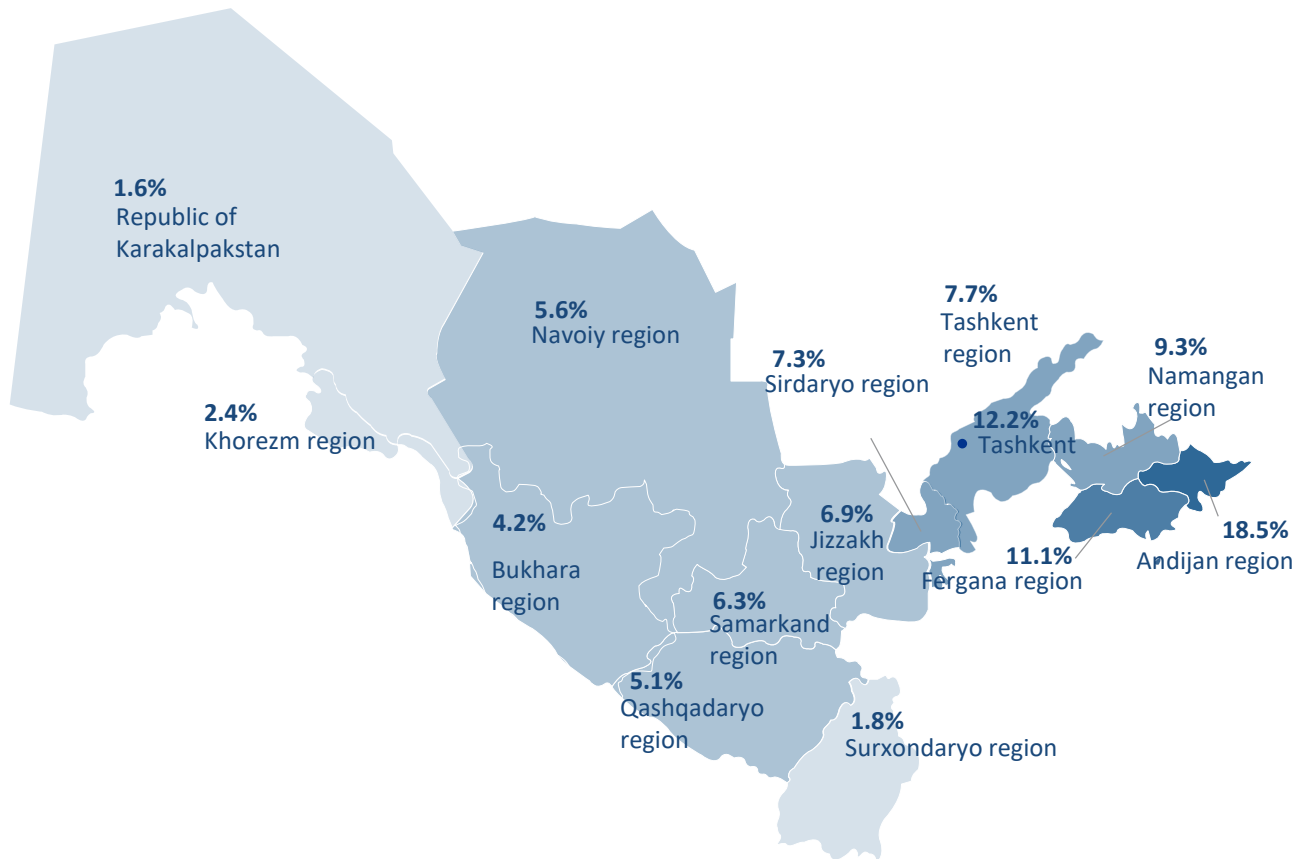 1.6%
Republic of
Karakalpakstan
5.6%
Navoiy region
7.7%
Tashkent
region
9.3%
Namangan
region
7.3%
Sirdaryo region
2.4%
Khorezm region
12.2%
Tashkent
4.2%
Bukhara
region
6.9%
Jizzakh
region
18.5%
Andijan region
11.1%
Fergana region
6.3%
Samarkand
region
5.1%
Qashqadaryo
region
1.8%
Surxondaryo region